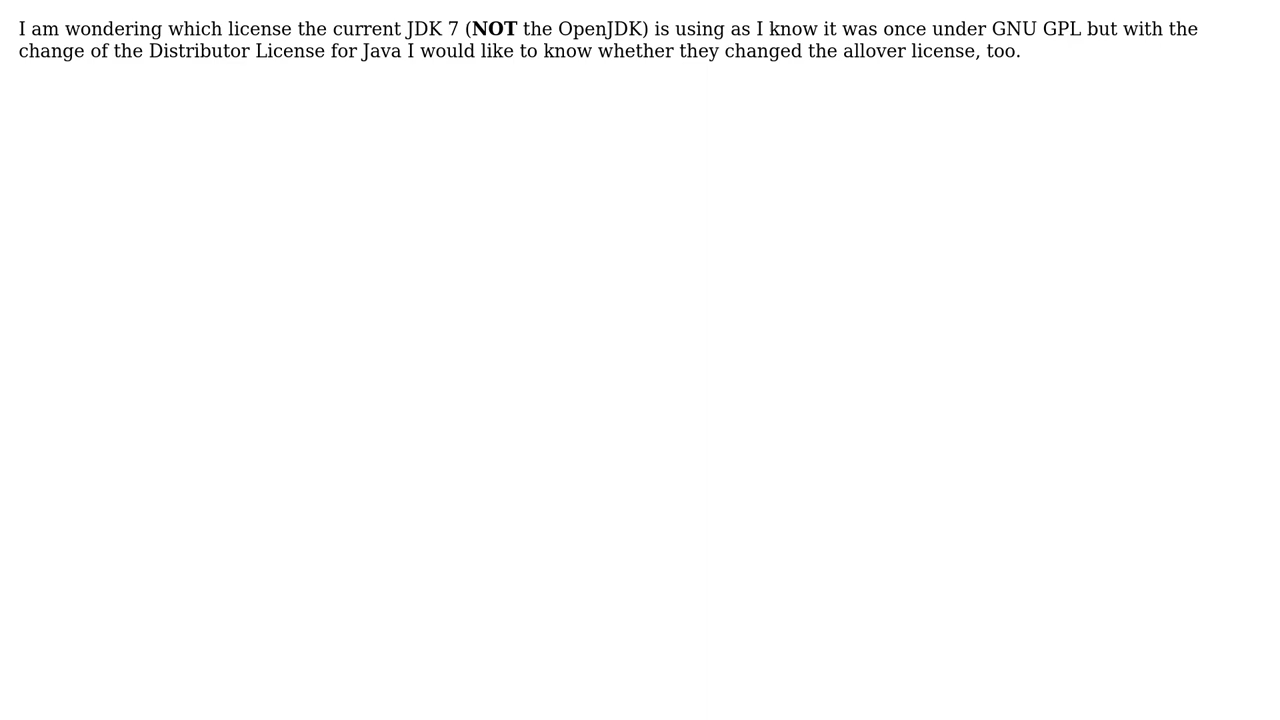 I am wondering which license the current JDK 7 (NOT the OpenJDK) is using as I know it was once under GNU GPL but with the
change of the Distributor License for Java I would like to know whether they changed the allover license, too.